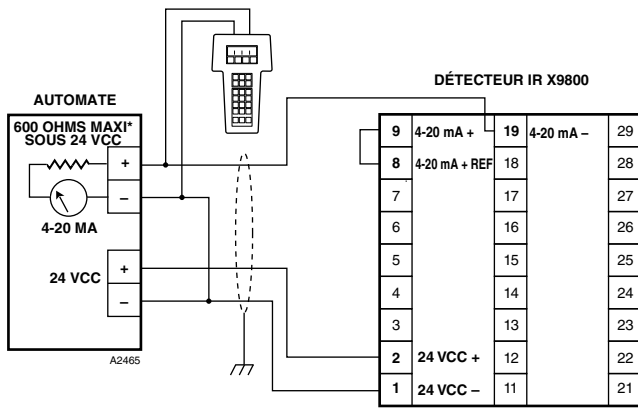 DÉTECTEUR IR X9800
AUTOMATE
600 OHMS MAXI*
SOUS 24 VCC
+
–
4-20 MA
24 VCC
+
–
A2465
9 4-20 mA + 19 4-20 mA – 29
8 4-20 mA + REF 18 28
7 17 27
6 16 26
5 15 25
4 14 24
3 13 23
2 24 VCC + 12 22
1 24 VCC – 11 21